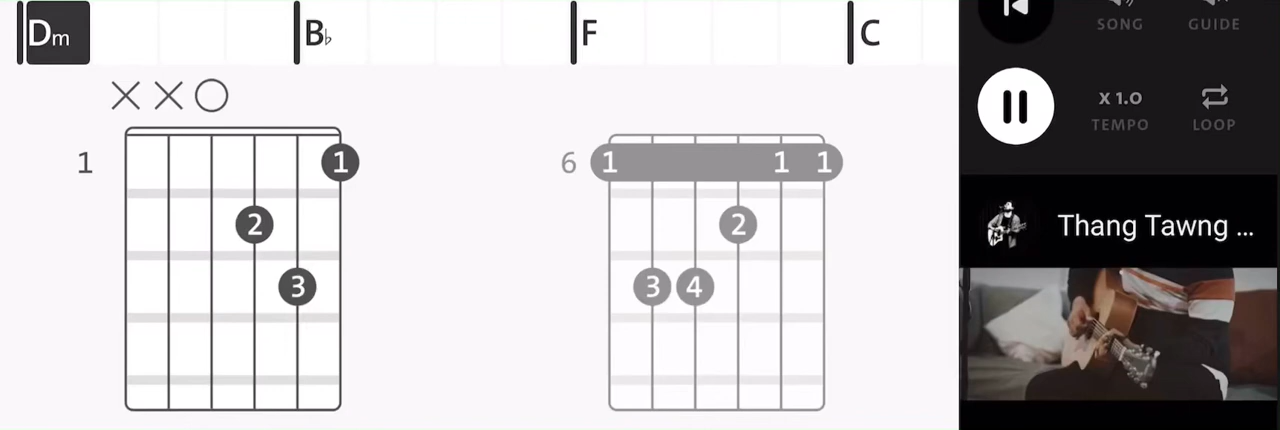 Dm B♭ F C
SONG GUIDE
1 1
2
3
6 1 1 1
2
3 4
X 1.0
TEMPO LOOP
Thang Tawng ...